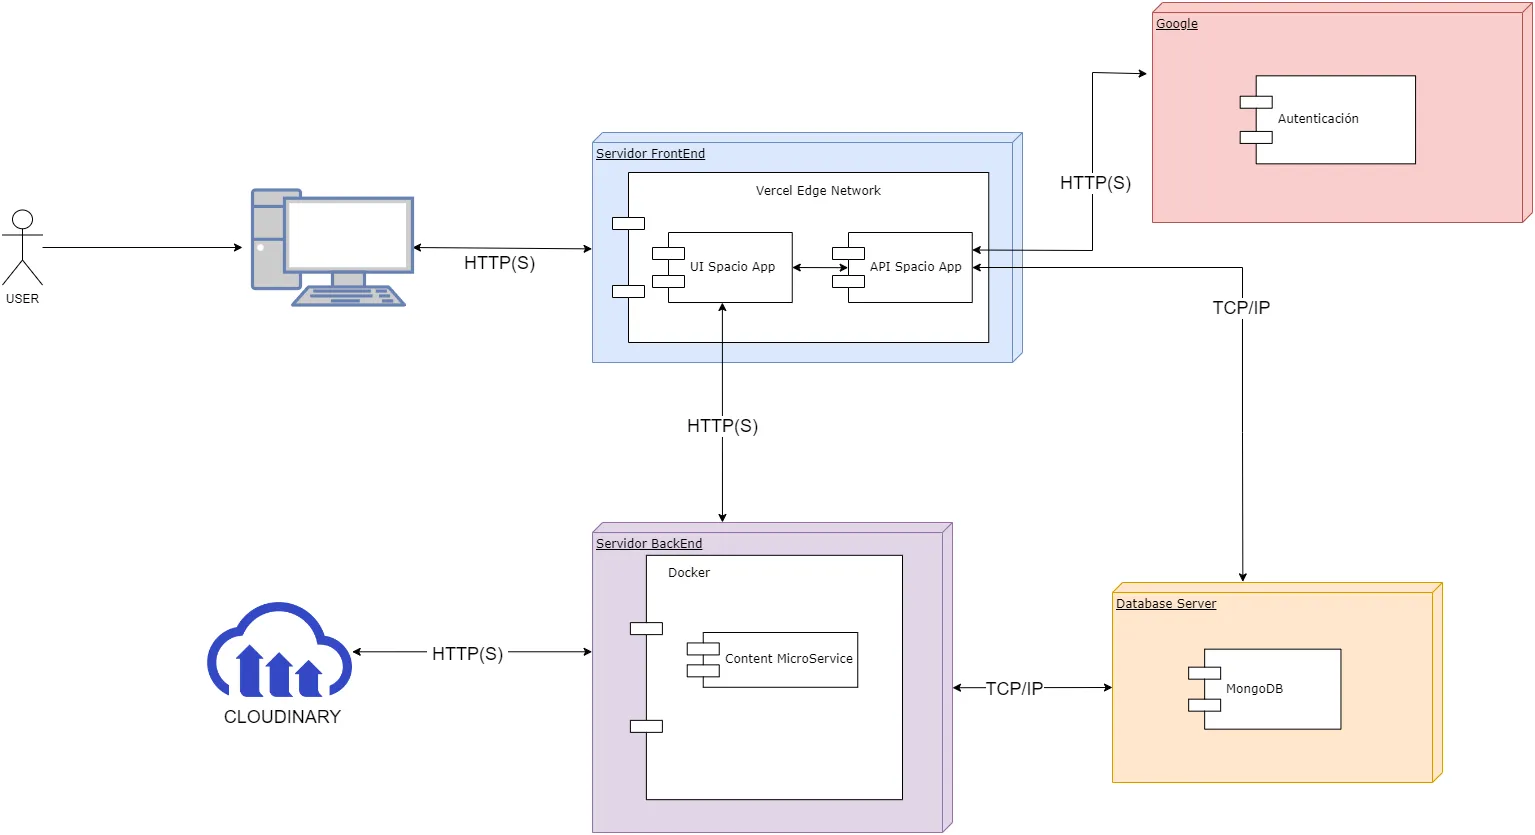 Google
Autenticación
Servidor FrontEnd
Vercel Edge Network
HTTP(S)
USER
HTTP(S)
UI Spacio App
API Spacio App
TCP/IP
HTTP(S)
Servidor BackEnd
Docker
Content MicroService
HTTP(S)
CLOUDINARY
TCP/IP
Database Server
MongoDB